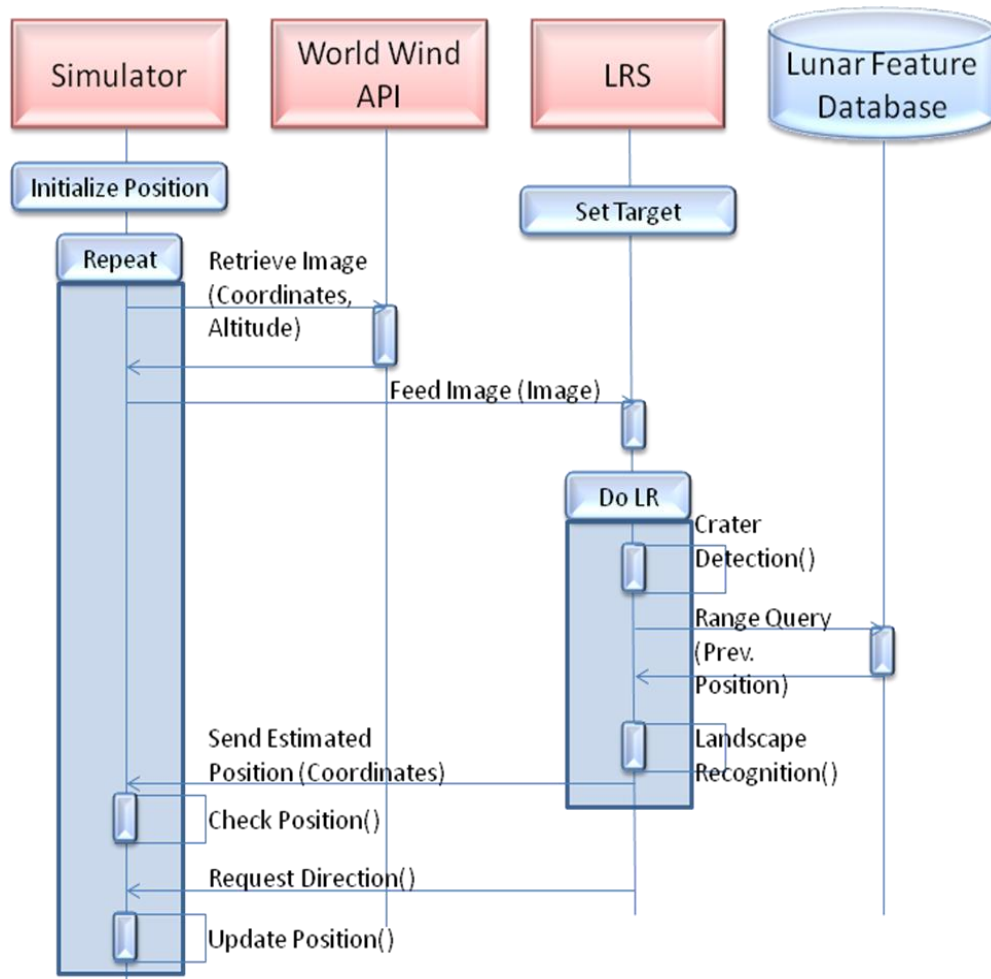 Simulator
World Wind
API
LRS
Lunar Feature
Database
Initialize Position
Set Target
Repeat
Retrieve Image
(Coordinates,
Altitude)
Feed Image (Image)
Do LR
Crater
Detection()
Range Query
(Prev.
Position)
Landscape
Recognition()
Send Estimated
Position (Coordinates)
Check Position()
Request Direction()
Update Position()